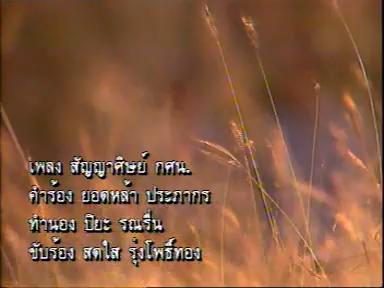 เพลง สัญญาศิษย์ กศน.
คำร้อง ยอดหล้า ประภากร
ทำนอง ปิยะ รณรื่น
ขับร้อง สดใส รุ่งโพธิ์ทอง